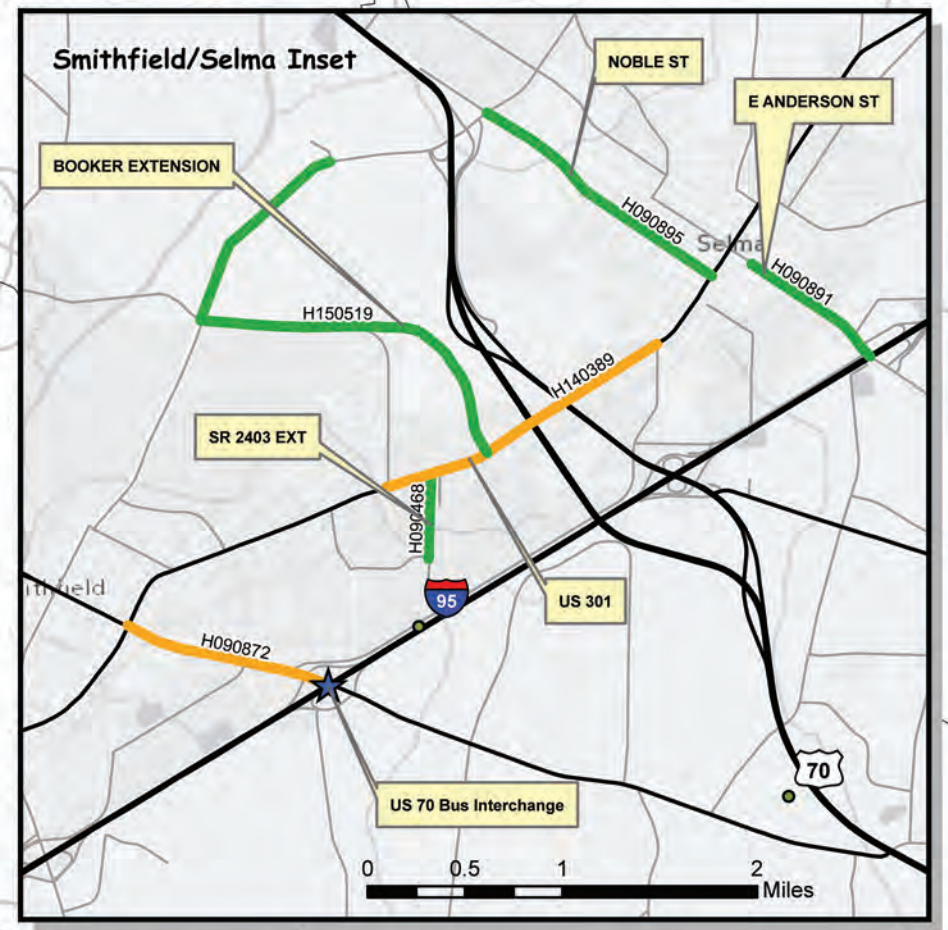 Smithfield/Selma Inset
NOBLE ST
E ANDERSON ST
BOOKER EXTENSION
H090895
Selma
H090891
H150519
H140389
SR 2403 EXT
H090468
95
US 301
ithfield
H090872
70
US 70 Bus Interchange
0 0.5 1 2
Miles